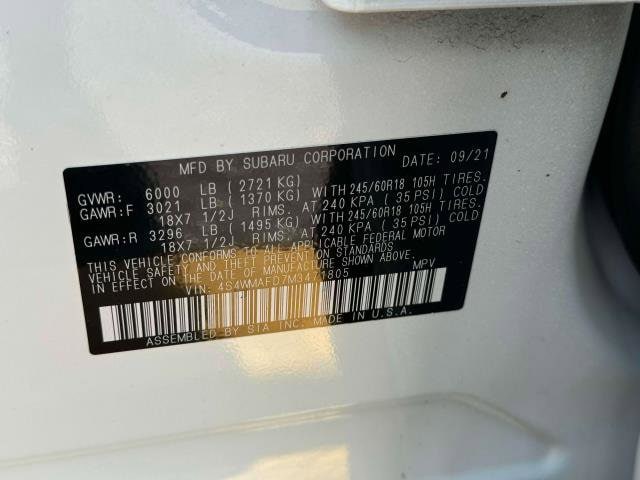 MFD BY SUBARU CORPORATION DATE: 09/21
GVWR: 6000 LB (2721 KG)
GAWR:F 3021 LB (1370 KG) WITH 245/60R18 105H TIRES.
18X7 1/2J RIMS. AT 240 KPA (35 PSI) COLD
GAWR:R 3296 LB (1495 KG) WITH 245/60R18 105H TIRES.
18X7 1/2J RIMS. AT 240 KPA (35 PSI) COLD
THIS VEHICLE CONFORMS TO ALL APPLICABLE FEDERAL MOTOR
VEHICLE SAFETY AND THEFT PREVENTION STANDARDS IN EFFECT
ON THE DATE OF MANUFACTURE SHOWN ABOVE.
MPV
ASSEMBLED BY SIA INC. MADE IN U.S.A.